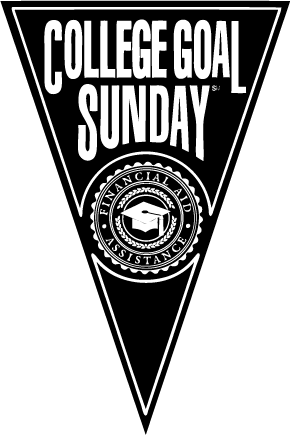 COLLEGE GOAL
SUNDAY SM
• FINANCIAL AID •
ASSISTANCE